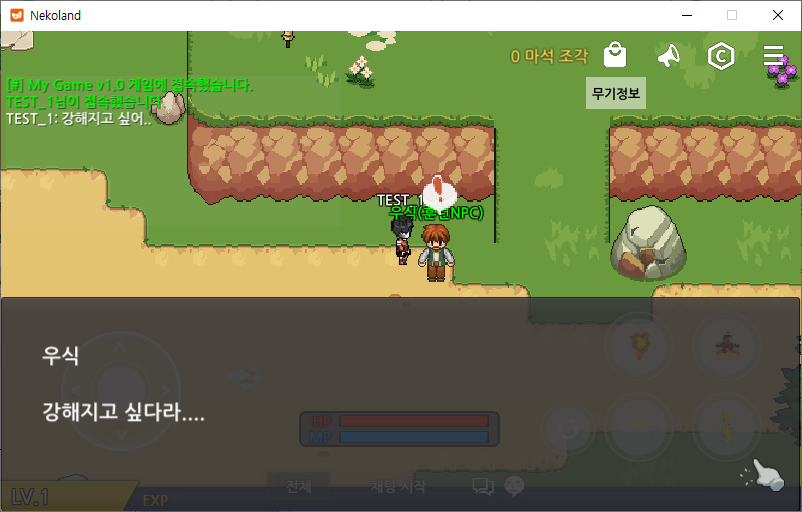 Nekoland
0 마석 조각
무기정보
[#] My Game v1.0 게임에 접속했습니다.
TEST_1님이 접속했습니다.
TEST_1: 강해지고 싶어..
TEST_1
우식(훈련NPC)
우식
강해지고 싶다라....
HP
MP
LV.1
EXP
전체
채팅 시작